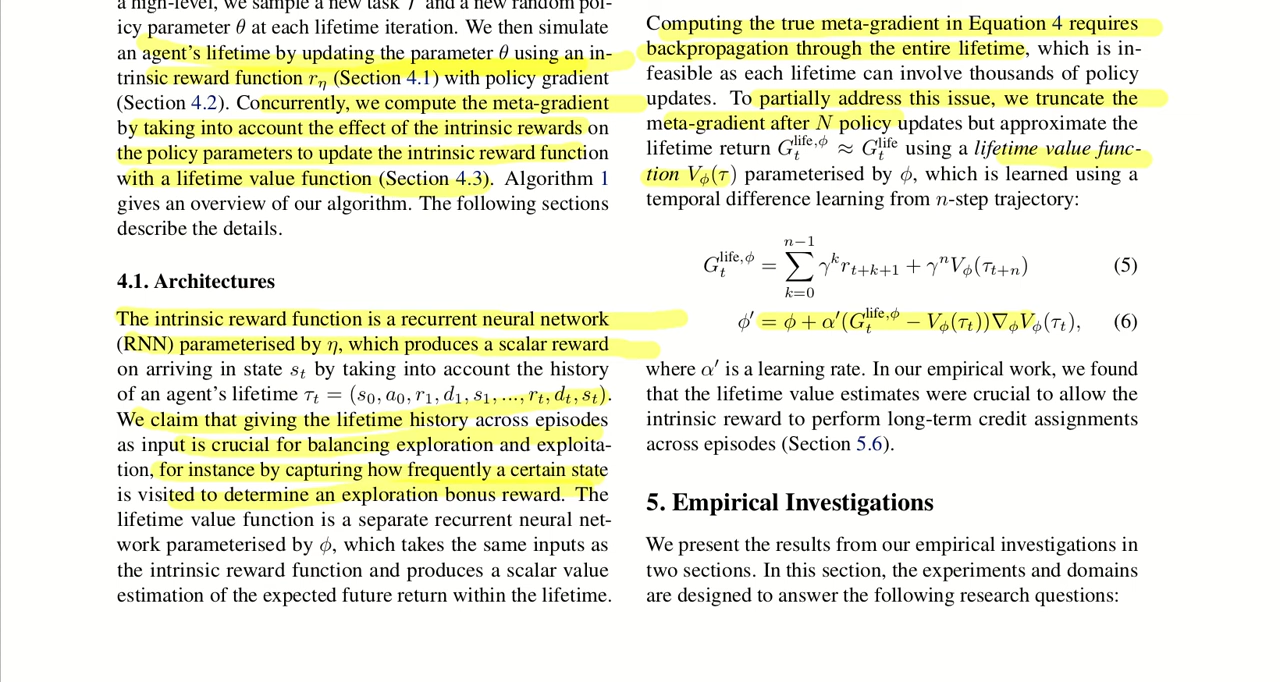 a high-level, we sample a new task 𝒯 and a new random pol-
icy parameter θ at each lifetime iteration. We then simulate
an agent's lifetime by updating the parameter θ using an in-
trinsic reward function r_η (Section 4.1) with policy gradient
(Section 4.2). Concurrently, we compute the meta-gradient
by taking into account the effect of the intrinsic rewards on
the policy parameters to update the intrinsic reward function
with a lifetime value function (Section 4.3). Algorithm 1
gives an overview of our algorithm. The following sections
describe the details.
4.1. Architectures
The intrinsic reward function is a recurrent neural network
(RNN) parameterised by η, which produces a scalar reward
on arriving in state s_t by taking into account the history
of an agent's lifetime τ_t = (s_0, a_0, r_1, d_1, s_1, ..., r_t, d_t, s_t).
We claim that giving the lifetime history across episodes
as input is crucial for balancing exploration and exploita-
tion, for instance by capturing how frequently a certain state
is visited to determine an exploration bonus reward. The
lifetime value function is a separate recurrent neural net-
work parameterised by φ, which takes the same inputs as
the intrinsic reward function and produces a scalar value
estimation of the expected future return within the lifetime.
Computing the true meta-gradient in Equation 4 requires
backpropagation through the entire lifetime, which is in-
feasible as each lifetime can involve thousands of policy
updates. To partially address this issue, we truncate the
meta-gradient after N policy updates but approximate the
lifetime return G_t^{life,φ} ≈ G_t^{life} using a lifetime value func-
tion V_φ(τ) parameterised by φ, which is learned using a
temporal difference learning from n-step trajectory:
G_t^{life,φ} = ∑_{k=0}^{n−1} γ^k r_{t+k+1} + γ^n V_φ(τ_{t+n}) (5)
φ′ = φ + α′(G_t^{life,φ} − V_φ(τ_t))∇_φV_φ(τ_t), (6)
where α′ is a learning rate. In our empirical work, we found
that the lifetime value estimates were crucial to allow the
intrinsic reward to perform long-term credit assignments
across episodes (Section 5.6).
5. Empirical Investigations
We present the results from our empirical investigations in
two sections. In this section, the experiments and domains
are designed to answer the following research questions: